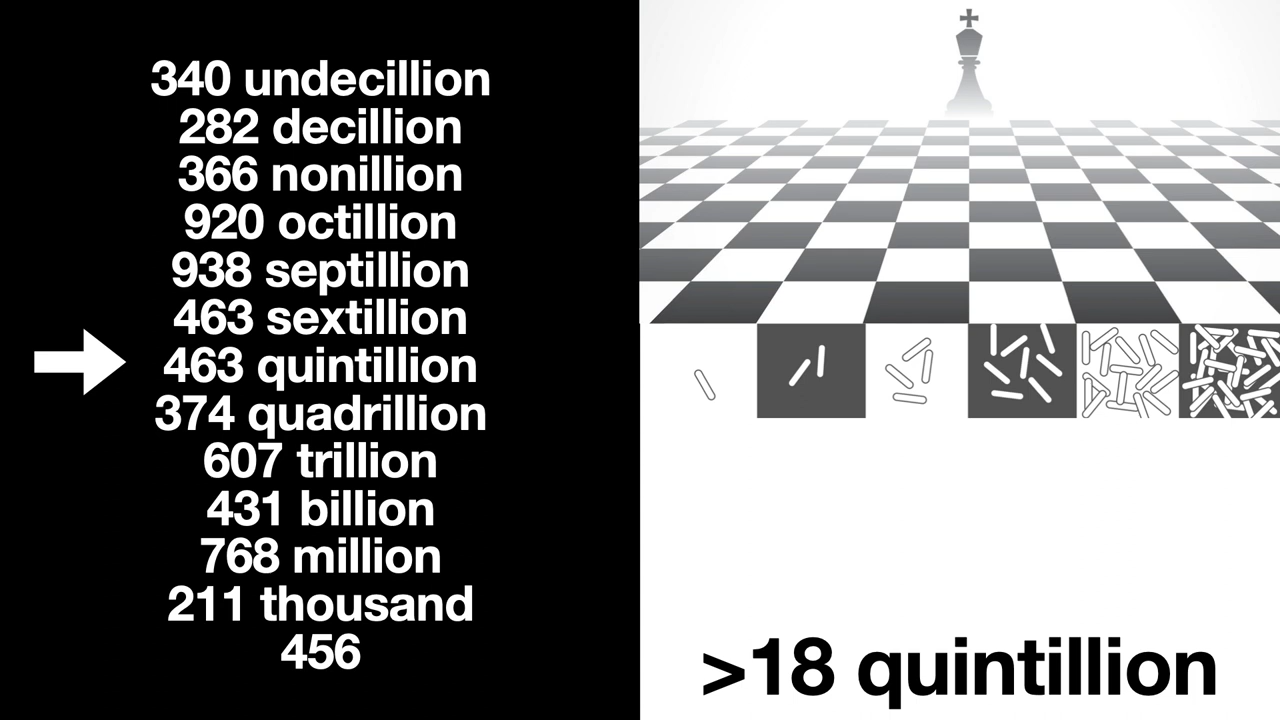 340 undecillion
282 decillion
366 nonillion
920 octillion
938 septillion
463 sextillion
463 quintillion
374 quadrillion
607 trillion
431 billion
768 million
211 thousand
456
>18 quintillion